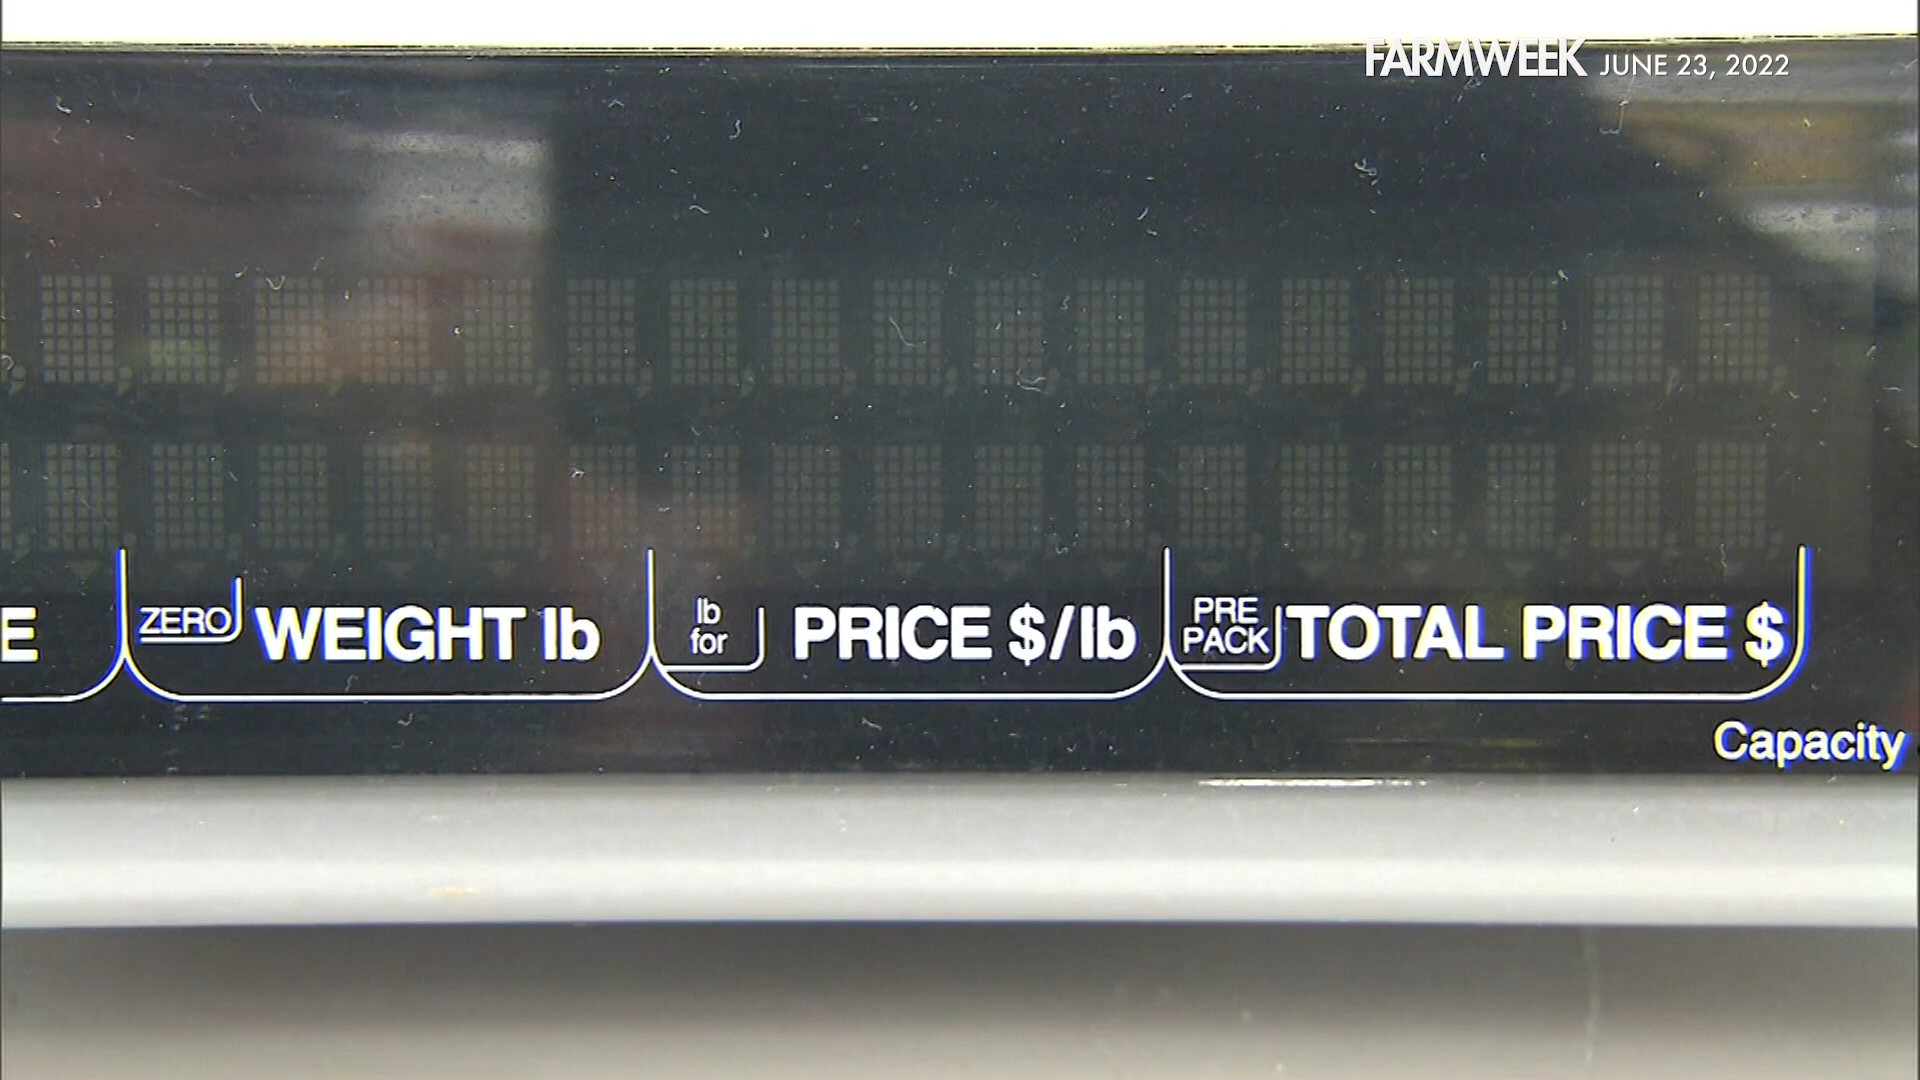 FARMWEEK JUNE 23, 2022
E
ZERO
WEIGHT lb
lb
for
PRICE $/lb
PRE
PACK
TOTAL PRICE $
Capacity